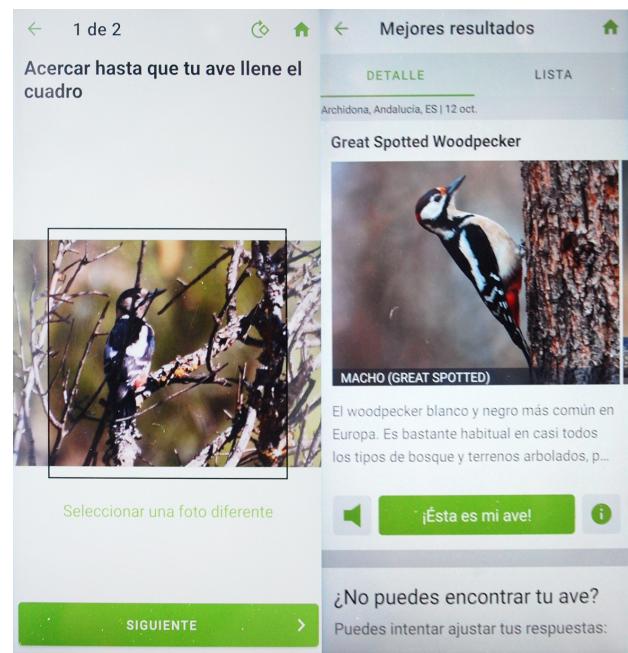 1 de 2
Acercar hasta que tu ave llene el
cuadro
Seleccionar una foto diferente
SIGUIENTE
Mejores resultados
DETALLE LISTA
Archidona, Andalucía, ES | 12 oct.
Great Spotted Woodpecker
MACHO (GREAT SPOTTED)
El woodpecker blanco y negro más común en
Europa. Es bastante habitual en casi todos
los tipos de bosque y terrenos arbolados, p...
¡Ésta es mi ave!
¿No puedes encontrar tu ave?
Puedes intentar ajustar tus respuestas: